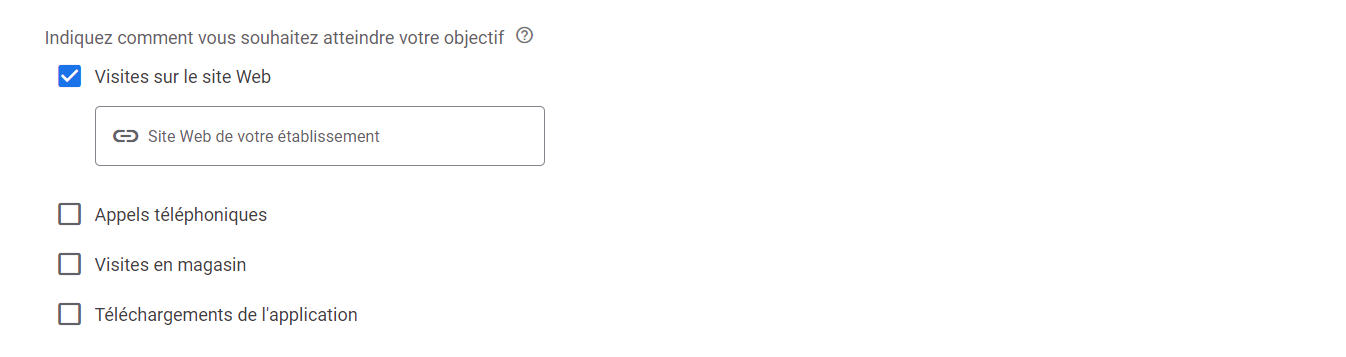 Indiquez comment vous souhaitez atteindre votre objectif
Visites sur le site Web
Site Web de votre établissement
Appels téléphoniques
Visites en magasin
Téléchargements de l'application